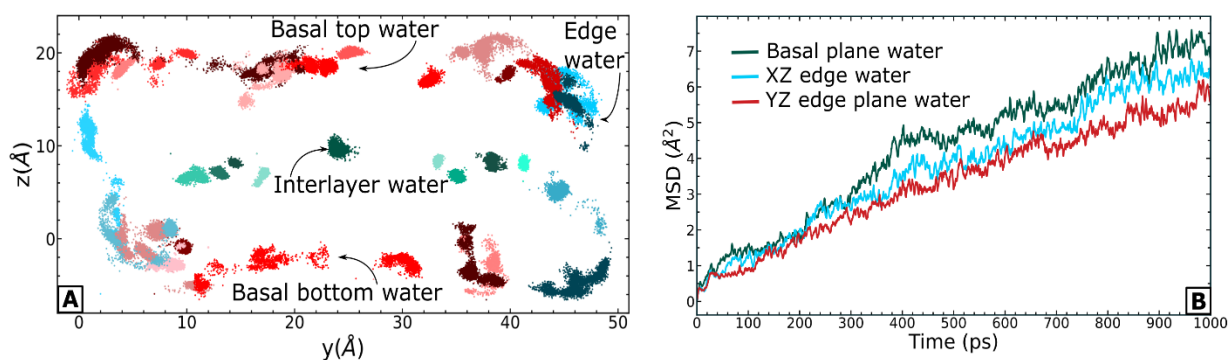 Basal top water
Edge
water
Interlayer water
Basal bottom water
A
z(Å)
20
10
0
0
10
20
30
40
50
y(Å)
Basal plane water
XZ edge water
YZ edge plane water
B
MSD (Å²)
7
6
5
4
3
2
1
0
0
100
200
300
400
500
600
700
800
900
1000
Time (ps)